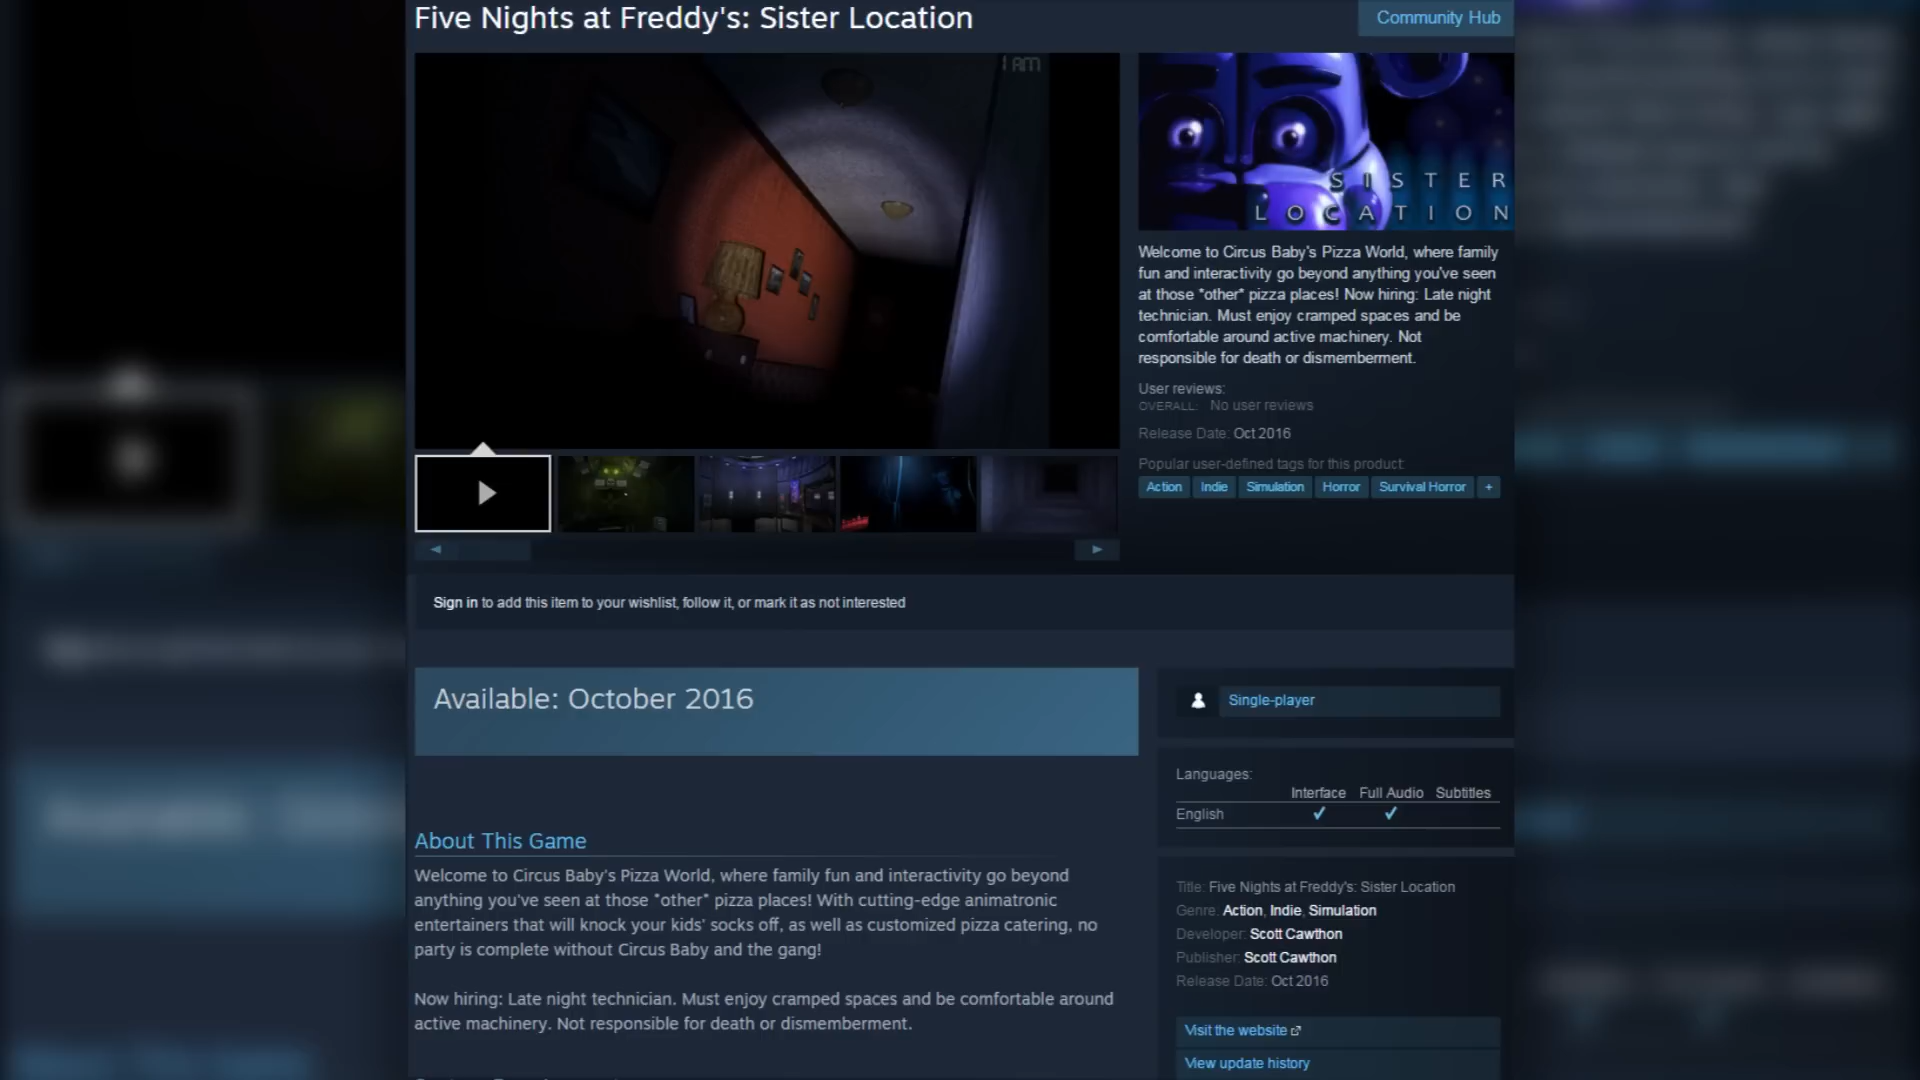 Five Nights at Freddy's: Sister Location
Community Hub
AM
SISTER
LOCATION
Welcome to Circus Baby's Pizza World, where family
fun and interactivity go beyond anything you've seen
at those *other* pizza places! Now hiring: Late night
technician. Must enjoy cramped spaces and be
comfortable around active machinery. Not
responsible for death or dismemberment.
User reviews:
OVERALL: No user reviews
Release Date: Oct 2016
Popular user-defined tags for this product:
Action Indie Simulation Horror Survival Horror +
Sign in to add this item to your wishlist, follow it, or mark it as not interested
Available: October 2016
Single-player
Languages:
Interface Full Audio Subtitles
English ✓ ✓
About This Game
Welcome to Circus Baby's Pizza World, where family fun and interactivity go beyond
anything you've seen at those *other* pizza places! With cutting-edge animatronic
entertainers that will knock your kids' socks off, as well as customized pizza catering, no
party is complete without Circus Baby and the gang!
Now hiring: Late night technician. Must enjoy cramped spaces and be comfortable around
active machinery. Not responsible for death or dismemberment.
Title: Five Nights at Freddy's: Sister Location
Genre: Action, Indie, Simulation
Developer: Scott Cawthon
Publisher: Scott Cawthon
Release Date: Oct 2016
Visit the website
View update history